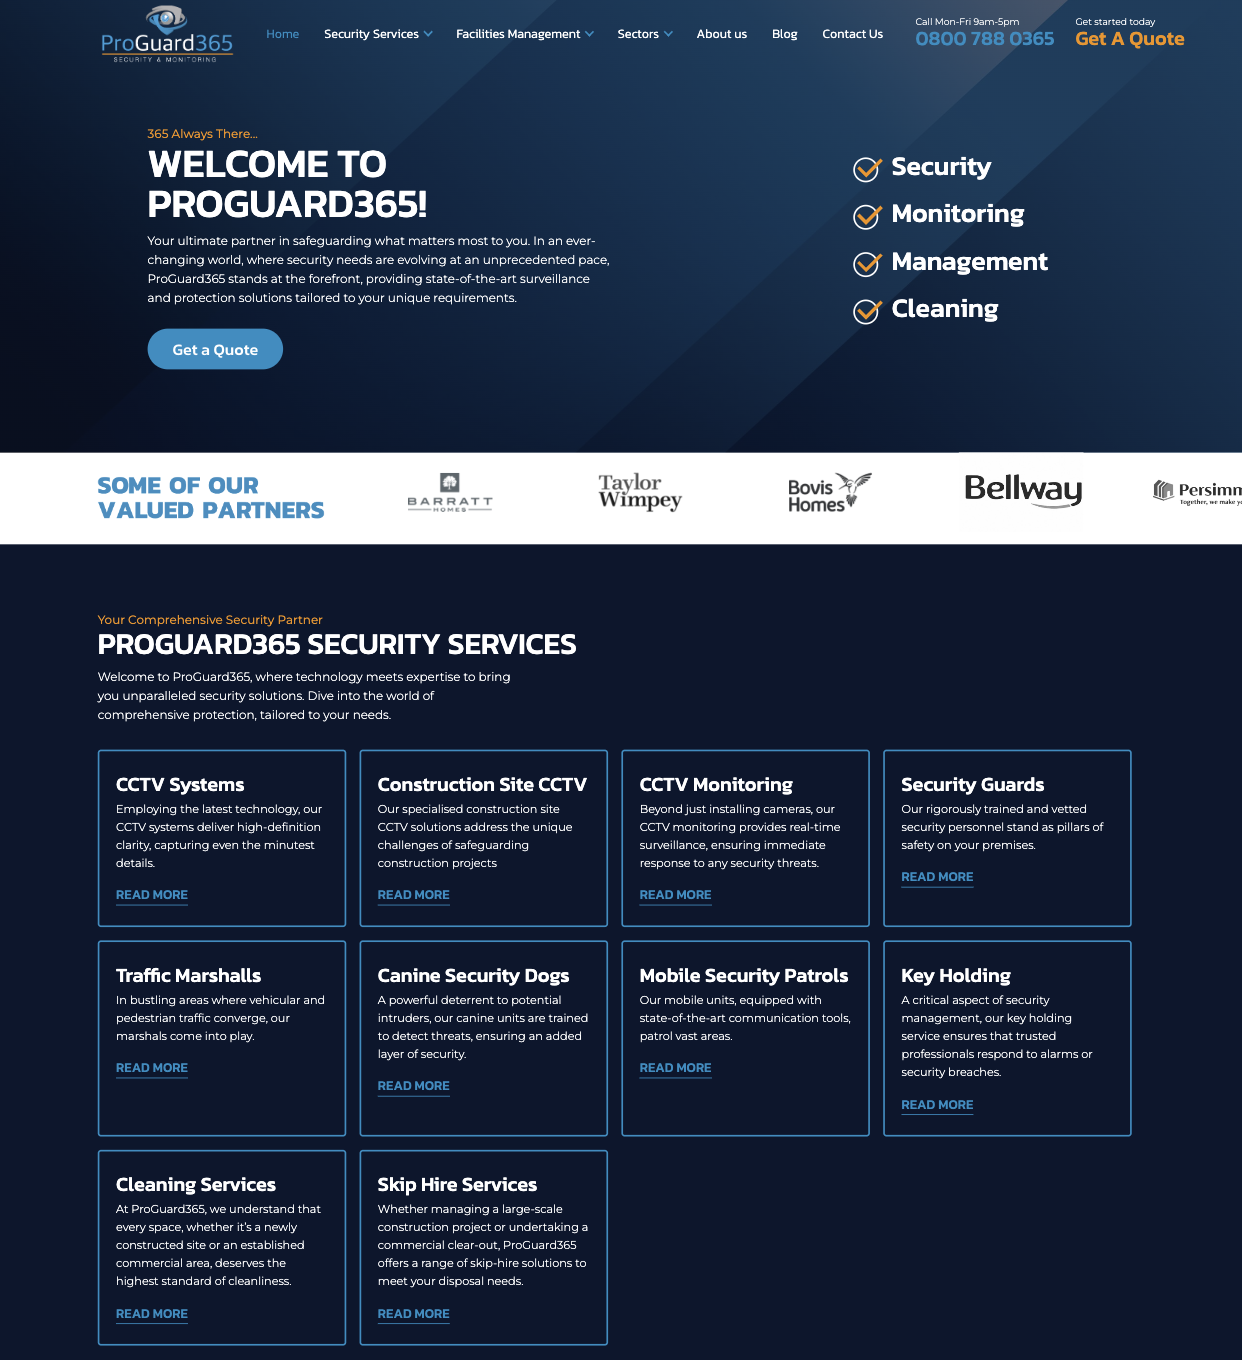 ProGuard365
SECURITY & MONITORING
Home
Security Services
Facilities Management
Sectors
About us
Blog
Contact Us
Call Mon-Fri 9am-5pm
0800 788 0365
Get started today
Get A Quote
365 Always There...
WELCOME TO
PROGUARD365!
Your ultimate partner in safeguarding what matters most to you. In an ever-
changing world, where security needs are evolving at an unprecedented pace,
ProGuard365 stands at the forefront, providing state-of-the-art surveillance
and protection solutions tailored to your unique requirements.
Get a Quote
Security
Monitoring
Management
Cleaning
SOME OF OUR
VALUED PARTNERS
BARRATT
HOMES
Taylor
Wimpey
Bovis
Homes
Bellway
Persimm
Together, we make yo
Your Comprehensive Security Partner
PROGUARD365 SECURITY SERVICES
Welcome to ProGuard365, where technology meets expertise to bring
you unparalleled security solutions. Dive into the world of
comprehensive protection, tailored to your needs.
CCTV Systems
Employing the latest technology, our
CCTV systems deliver high-definition
clarity, capturing even the minutest
details.
READ MORE
Construction Site CCTV
Our specialised construction site
CCTV solutions address the unique
challenges of safeguarding
construction projects
READ MORE
CCTV Monitoring
Beyond just installing cameras, our
CCTV monitoring provides real-time
surveillance, ensuring immediate
response to any security threats.
READ MORE
Security Guards
Our rigorously trained and vetted
security personnel stand as pillars of
safety on your premises.
READ MORE
Traffic Marshalls
In bustling areas where vehicular and
pedestrian traffic converge, our
marshals come into play.
READ MORE
Canine Security Dogs
A powerful deterrent to potential
intruders, our canine units are trained
to detect threats, ensuring an added
layer of security.
READ MORE
Mobile Security Patrols
Our mobile units, equipped with
state-of-the-art communication tools,
patrol vast areas.
READ MORE
Key Holding
A critical aspect of security
management, our key holding
service ensures that trusted
professionals respond to alarms or
security breaches.
READ MORE
Cleaning Services
At ProGuard365, we understand that
every space, whether it's a newly
constructed site or an established
commercial area, deserves the
highest standard of cleanliness.
READ MORE
Skip Hire Services
Whether managing a large-scale
construction project or undertaking a
commercial clear-out, ProGuard365
offers a range of skip-hire solutions to
meet your disposal needs.
READ MORE